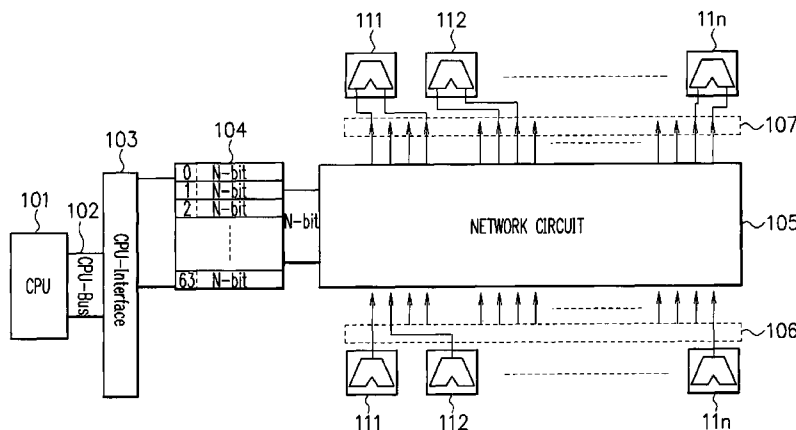 111
112
11n
107
103
104
0 N-bit
1 N-bit
2 N-bit
63 N-bit
N-bit
101
102
CPU
CPU-Bus
CPU-Interface
NETWORK CIRCUIT
105
106
111
112
11n